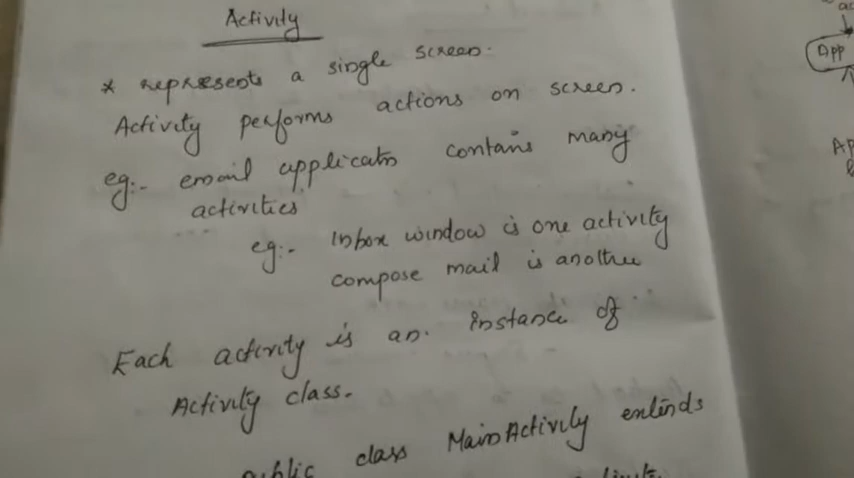 Activity
* represents a single screen.
Activity performs actions on screen.
eg:- email applicatn contains many
activities
eg:- Inbox window is one activity
compose mail is another
Each activity is an instance of
Activity class.
public class MainActivity extends
App